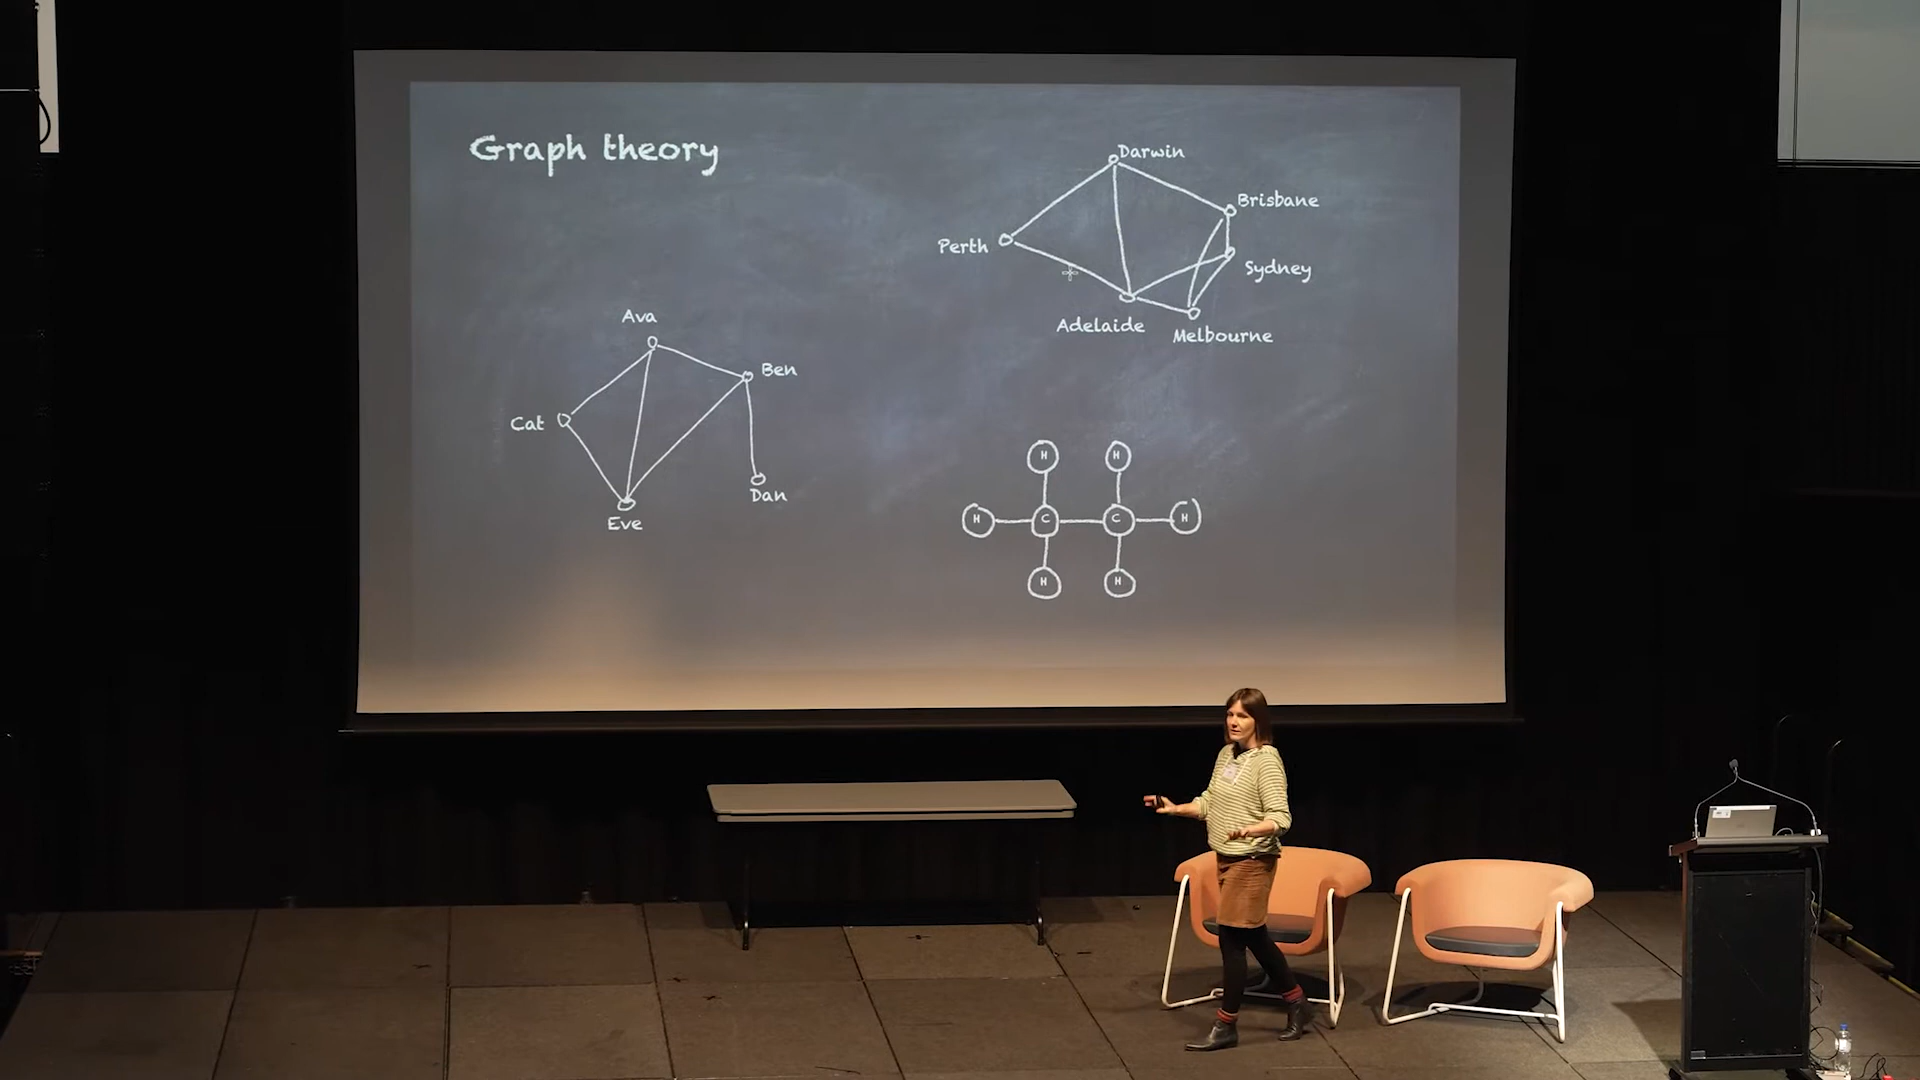 Graph theory
Darwin
Brisbane
Perth
Sydney
Adelaide
Melbourne
Ava
Ben
Cat
Dan
Eve
H H
H C C H
H H